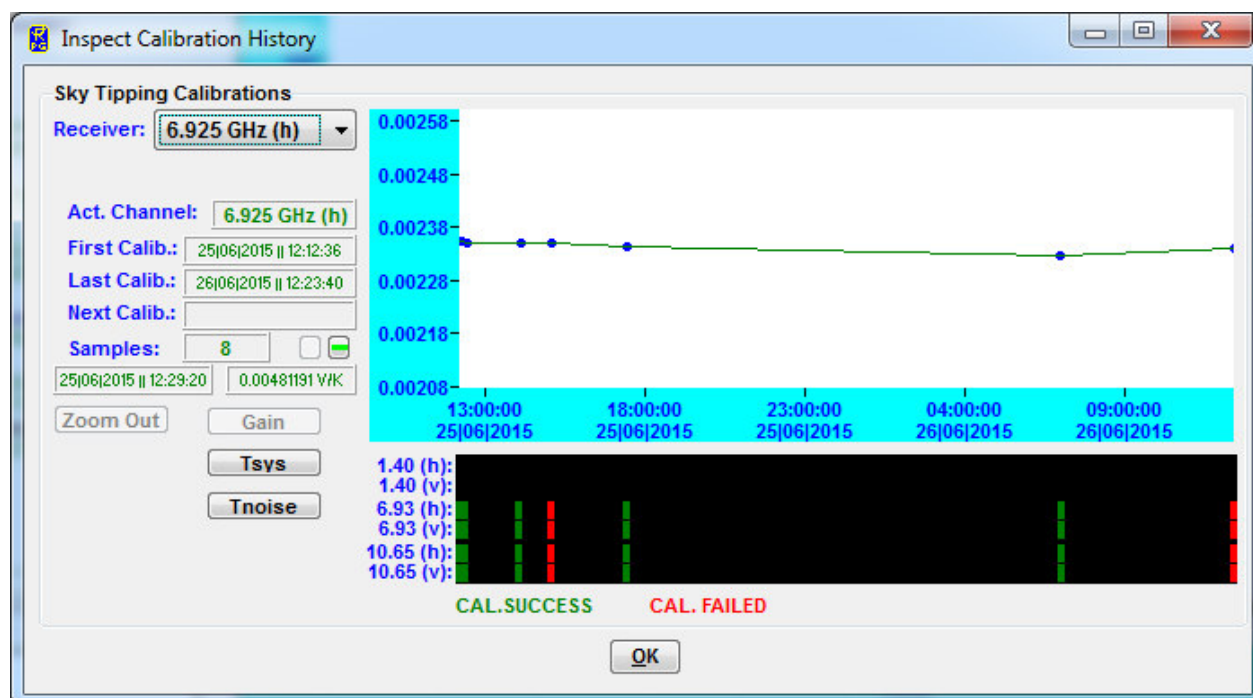 Inspect Calibration History
Sky Tipping Calibrations
Receiver: 6.925 GHz (h)
Act. Channel: 6.925 GHz (h)
First Calib.: 25|06|2015 || 12:12:36
Last Calib.: 26|06|2015 || 12:23:40
Next Calib.:
Samples: 8
25|06|2015 || 12:29:20 0.00481191 V/K
Zoom Out Gain
Tsys
Tnoise
0.00258
0.00248
0.00238
0.00228
0.00218
0.00208
13:00:00 18:00:00 23:00:00 04:00:00 09:00:00
25|06|2015 25|06|2015 25|06|2015 26|06|2015 26|06|2015
1.40 (h):
1.40 (v):
6.93 (h):
6.93 (v):
10.65 (h):
10.65 (v):
CAL.SUCCESS CAL. FAILED
OK